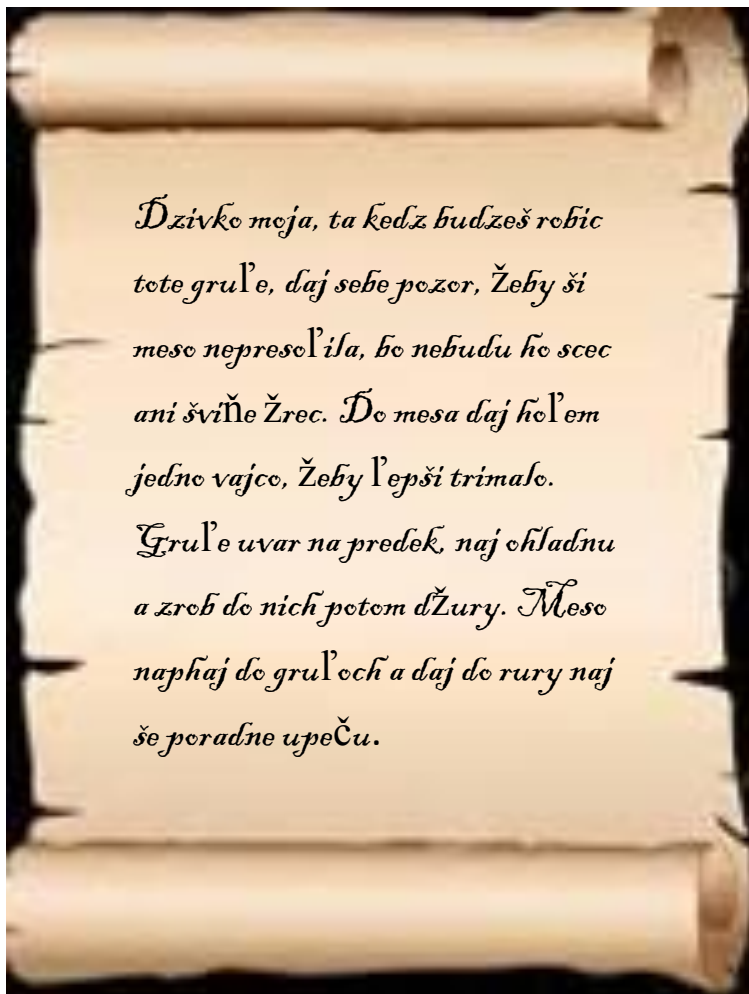 Dzivko moja, ta kedz budzeš robic
tote gruľe, daj sebe pozor, žeby ši
meso nepresoľila, bo nebudu ho scec
ani šviňe žrec. Do mesa daj hoľem
jedno vajco, žeby ľepši trimalo.
Gruľe uvar na predek, naj ohladnu
a zrob do nich potom džury. Meso
naphaj do gruľoch a daj do rury naj
še poradne upeču.